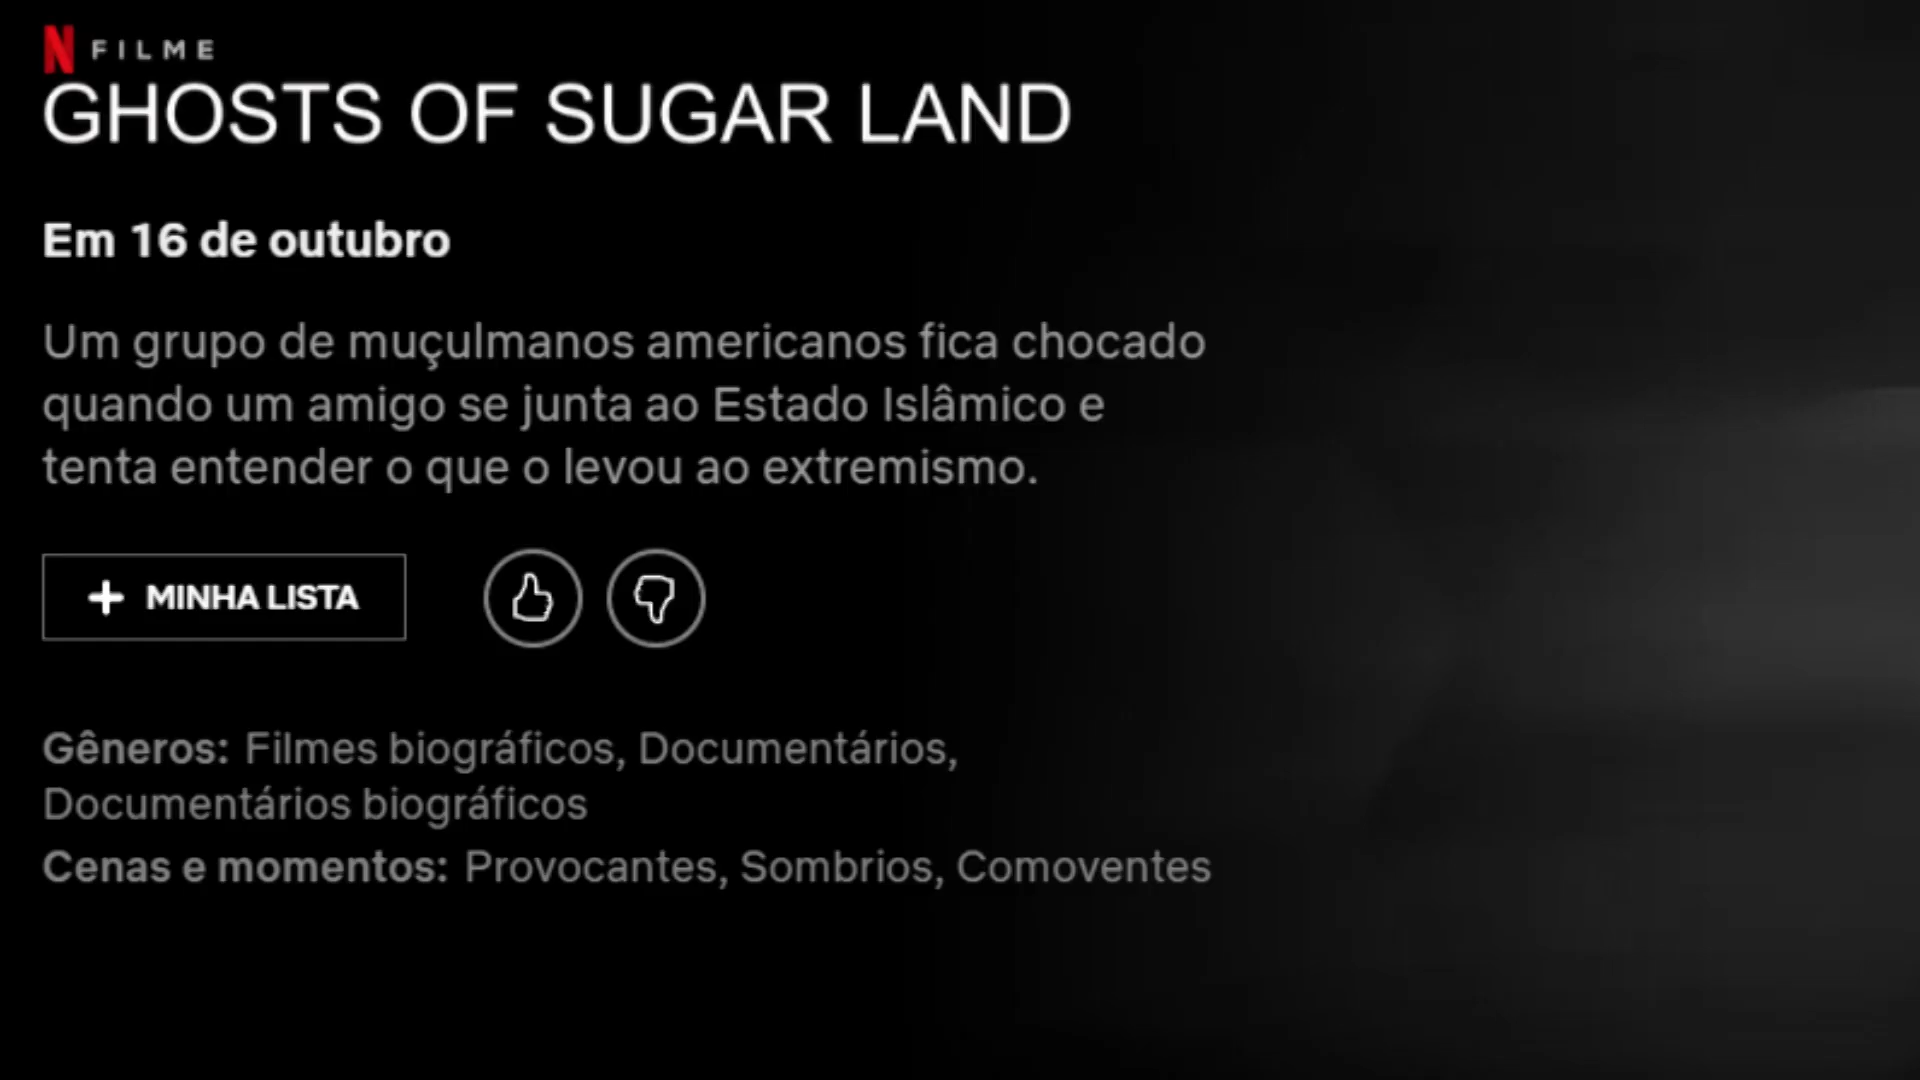 N FILME
GHOSTS OF SUGAR LAND
Em 16 de outubro
Um grupo de muçulmanos americanos fica chocado
quando um amigo se junta ao Estado Islâmico e
tenta entender o que o levou ao extremismo.
+ MINHA LISTA
Gêneros: Filmes biográficos, Documentários,
Documentários biográficos
Cenas e momentos: Provocantes, Sombrios, Comoventes